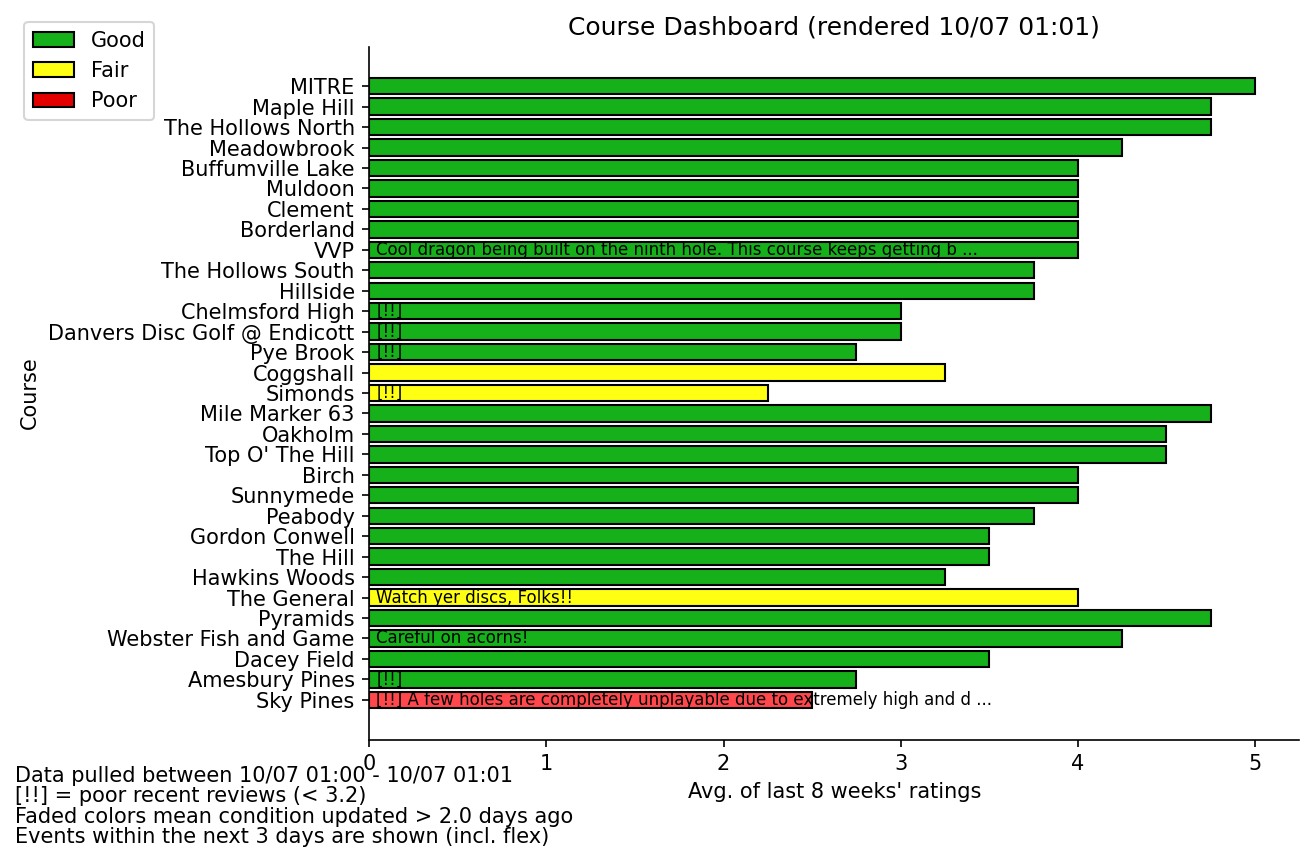 Course Dashboard (rendered 10/07 01:01)
Good
Fair
Poor
MITRE
Maple Hill
The Hollows North
Meadowbrook
Buffumville Lake
Muldoon
Clement
Borderland
VVP Cool dragon being built on the ninth hole. This course keeps getting b ...
The Hollows South
Hillside
Chelmsford High [!!]
Danvers Disc Golf @ Endicott [!!]
Pye Brook [!!]
Coggshall
Simonds [!!]
Mile Marker 63
Oakholm
Top O' The Hill
Birch
Sunnymede
Peabody
Gordon Conwell
The Hill
Hawkins Woods
The General Watch yer discs, Folks!!
Pyramids
Webster Fish and Game Careful on acorns!
Dacey Field
Amesbury Pines [!!]
Sky Pines [!!] A few holes are completely unplayable due to extremely high and d ...
Course
0 1 2 3 4 5
Avg. of last 8 weeks' ratings
Data pulled between 10/07 01:00 - 10/07 01:01
[!!] = poor recent reviews (< 3.2)
Faded colors mean condition updated > 2.0 days ago
Events within the next 3 days are shown (incl. flex)